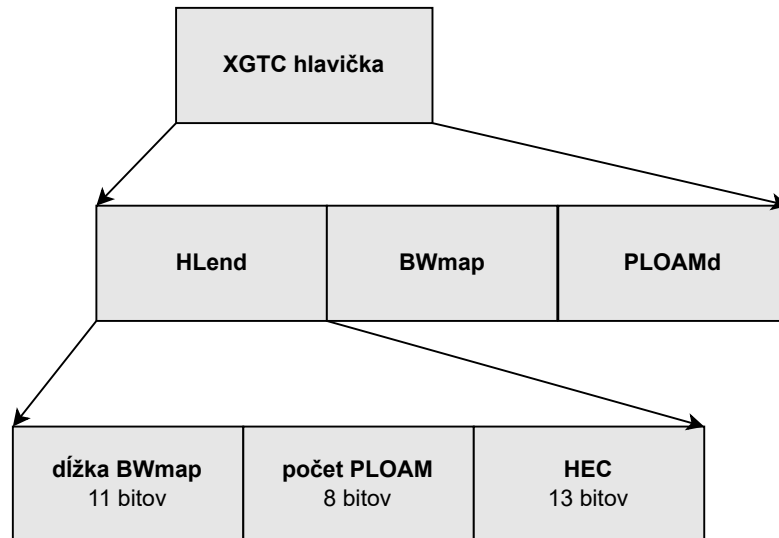 XGTC hlavička
HLend
BWmap
PLOAMd
dĺžka BWmap
11 bitov
počet PLOAM
8 bitov
HEC
13 bitov